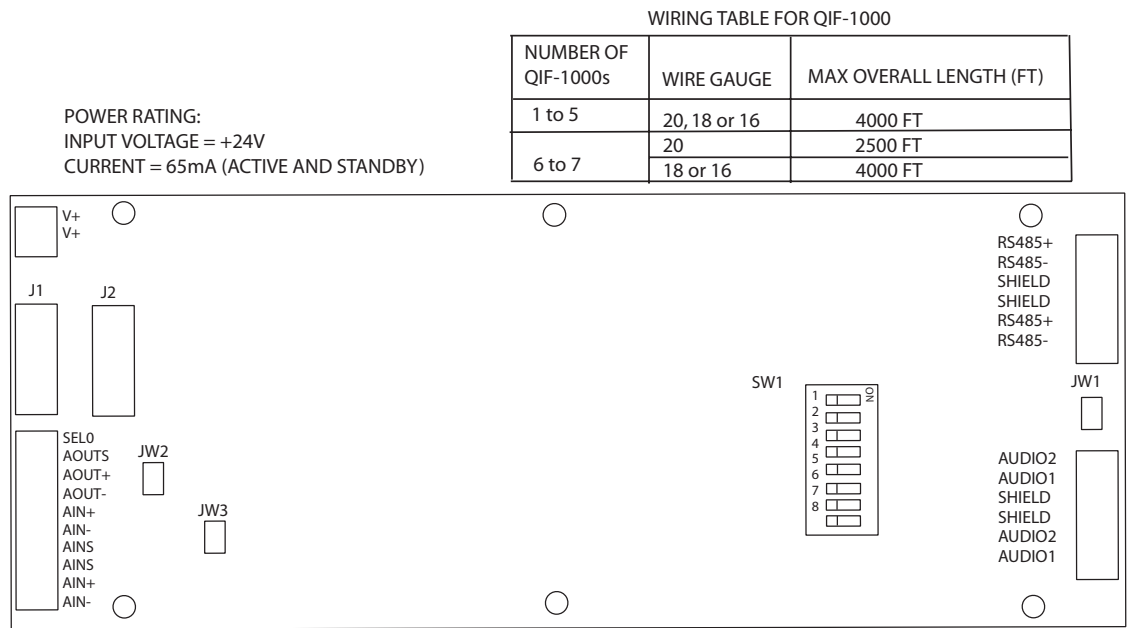 WIRING TABLE FOR QIF-1000
NUMBER OF
QIF-1000s
WIRE GAUGE
MAX OVERALL LENGTH (FT)
1 to 5
20, 18 or 16
4000 FT
6 to 7
20
2500 FT
18 or 16
4000 FT
POWER RATING:
INPUT VOLTAGE = +24V
CURRENT = 65mA (ACTIVE AND STANDBY)
V+
V+
J1
J2
SEL0
AOUTS
AOUT+
AOUT-
AIN+
AIN-
AINS
AINS
AIN+
AIN-
JW2
JW3
SW1
ON
1
2
3
4
5
6
7
8
RS485+
RS485-
SHIELD
SHIELD
RS485+
RS485-
JW1
AUDIO2
AUDIO1
SHIELD
SHIELD
AUDIO2
AUDIO1